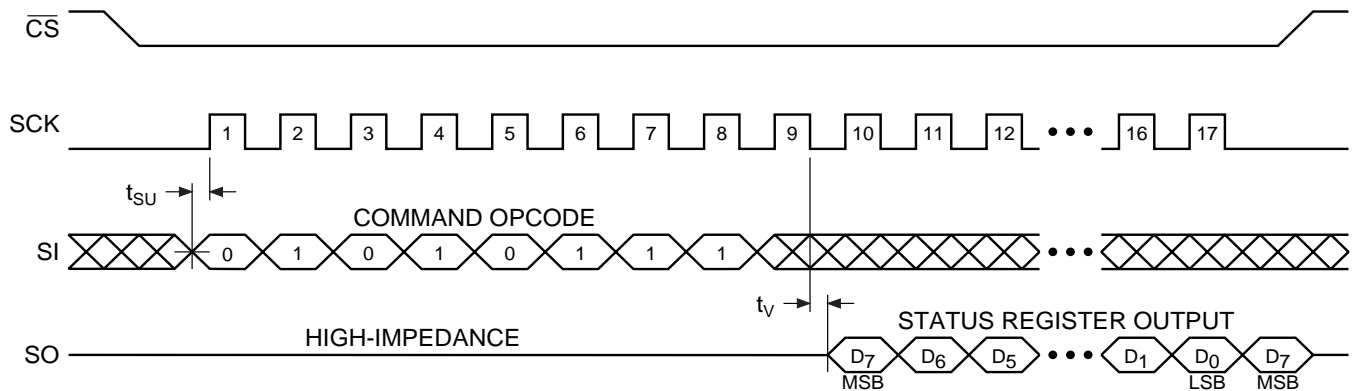 CS
SCK 1 2 3 4 5 6 7 8 9 10 11 12 ••• 16 17
tSU
COMMAND OPCODE
SI 0 1 0 1 0 1 1 1 •••
tV
HIGH-IMPEDANCE STATUS REGISTER OUTPUT
SO D7 D6 D5 ••• D1 D0 D7
MSB LSB MSB